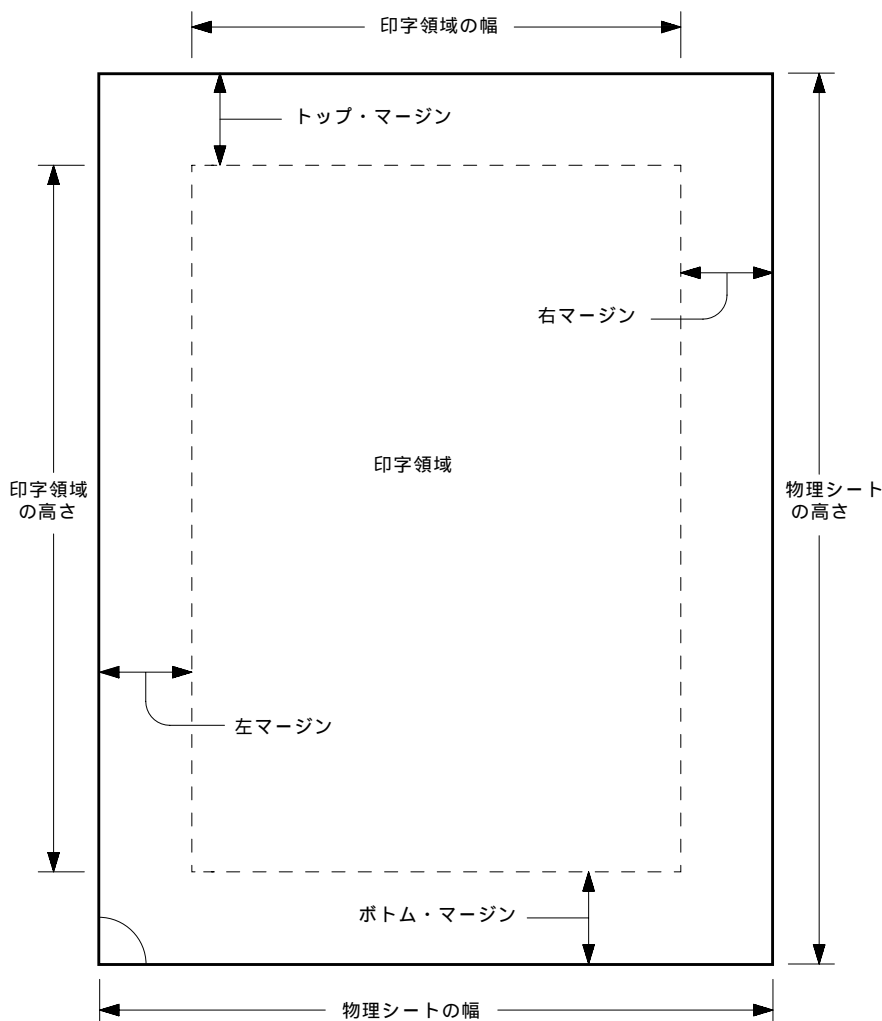 印字領域の幅
トップ・マージン
右マージン
印字領域
印字領域
の高さ
物理シート
の高さ
左マージン
ボトム・マージン
物理シートの幅